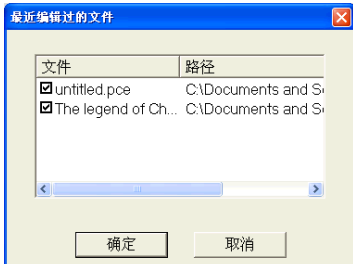 最近编辑过的文件
文件 路径
untitled.pce C:\Documents and S
The legend of Ch... C:\Documents and S
确定 取消